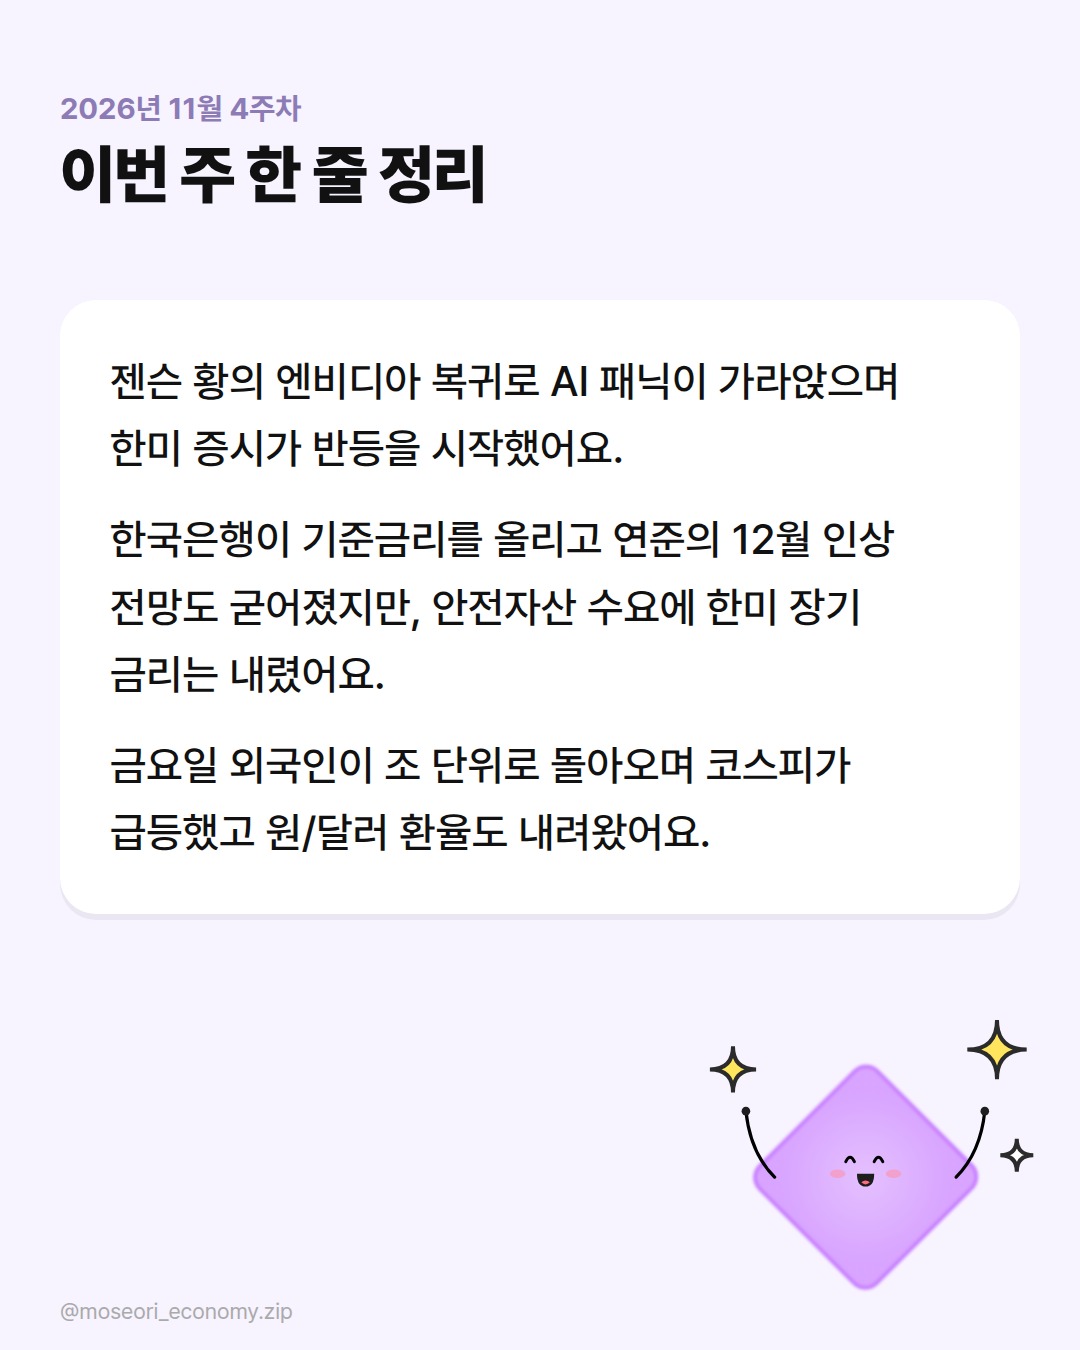 2026년 11월 4주차
이번 주 한 줄 정리
젠슨 황의 엔비디아 복귀로 AI 패닉이 가라앉으며
한미 증시가 반등을 시작했어요.
한국은행이 기준금리를 올리고 연준의 12월 인상
전망도 굳어졌지만, 안전자산 수요에 한미 장기
금리는 내렸어요.
금요일 외국인이 조 단위로 돌아오며 코스피가
급등했고 원/달러 환율도 내려왔어요.
@moseori_economy.zip